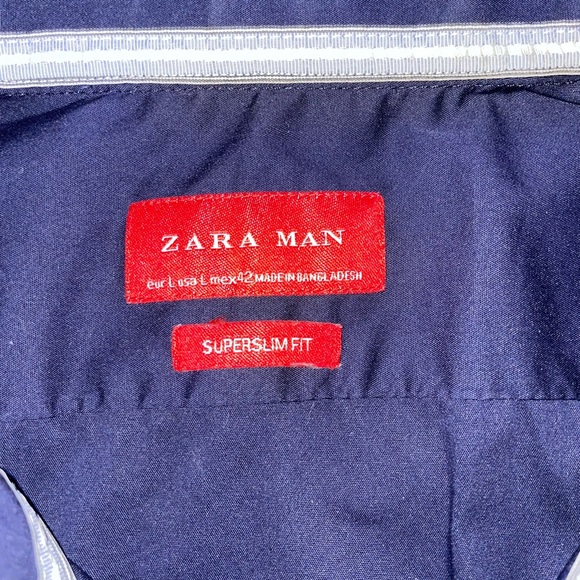 ZARA MAN
eur L usa L mex 42 MADE IN BANGLADESH
SUPERSLIM FIT